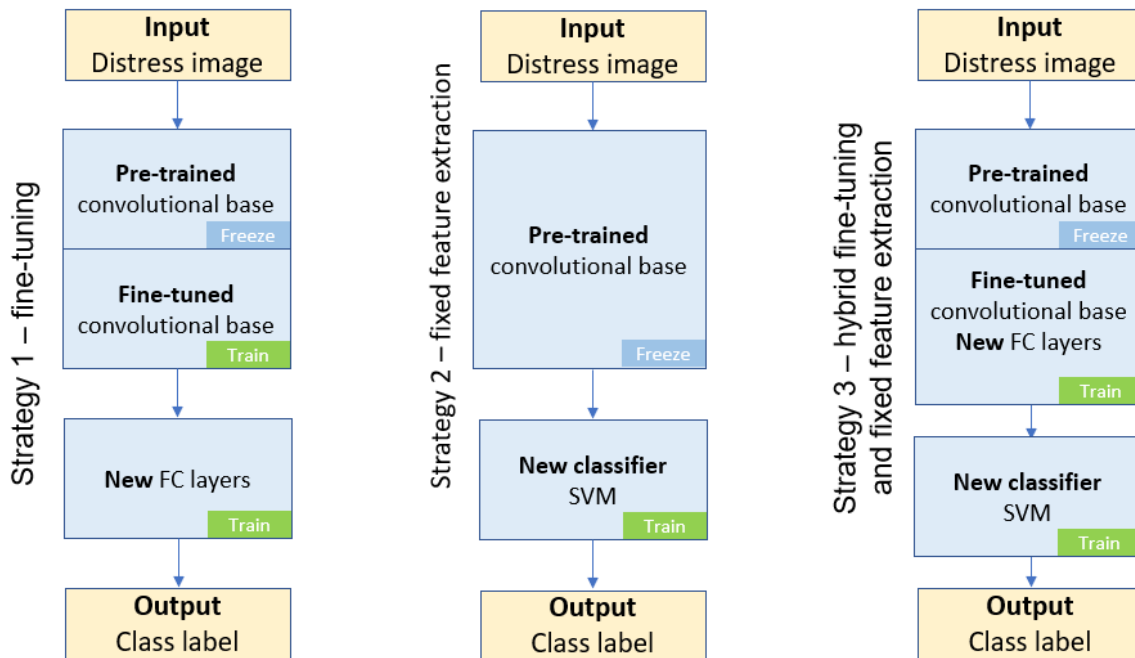 Strategy 1 – fine-tuning
Input
Distress image
Pre-trained
convolutional base
Freeze
Fine-tuned
convolutional base
Train
New FC layers
Train
Output
Class label
Strategy 2 – fixed feature extraction
Input
Distress image
Pre-trained
convolutional base
Freeze
New classifier
SVM
Train
Output
Class label
Strategy 3 – hybrid fine-tuning
and fixed feature extraction
Input
Distress image
Pre-trained
convolutional base
Freeze
Fine-tuned
convolutional base
New FC layers
Train
New classifier
SVM
Train
Output
Class label